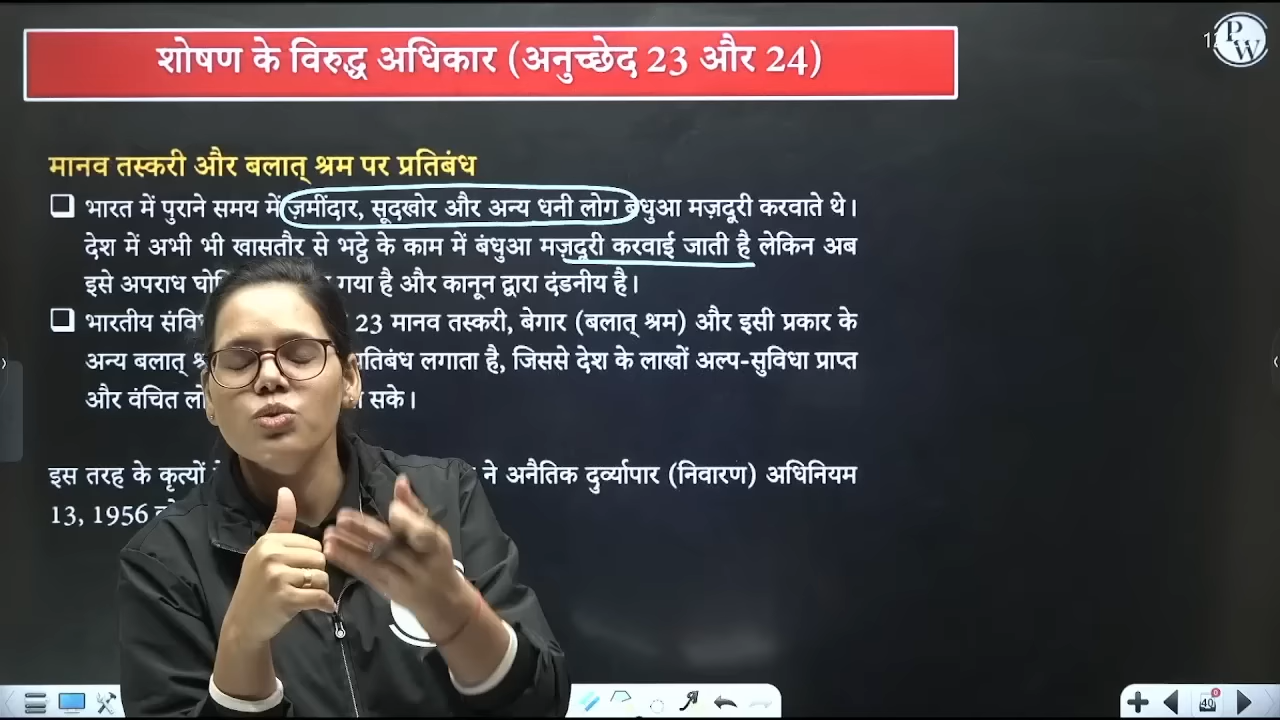 शोषण के विरुद्ध अधिकार (अनुच्छेद 23 और 24)
PW
मानव तस्करी और बलात् श्रम पर प्रतिबंध
भारत में पुराने समय में ज़मींदार, सूदखोर और अन्य धनी लोग बंधुआ मज़दूरी करवाते थे।
देश में अभी भी खासतौर से भट्ठे के काम में बंधुआ मज़दूरी करवाई जाती है लेकिन अब
इसे अपराध गया है और कानून द्वारा दंडनीय है।
भारतीय 23 मानव तस्करी, बेगार (बलात् श्रम) और इसी प्रकार के
अन्य बलात् लगाता है, जिससे देश के लाखों अल्प-सुविधा प्राप्त
और वंचित सके।
इस तरह के कृत्यों ने अनैतिक दुर्व्यापार (निवारण) अधिनियम
13, 1956
40